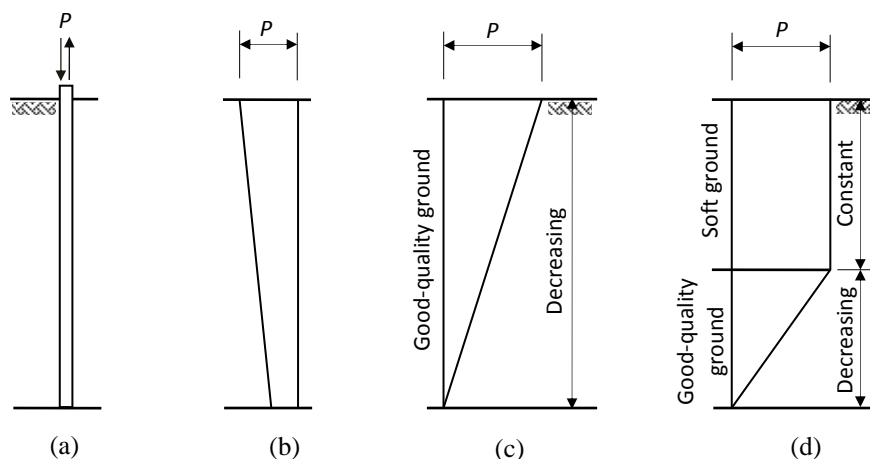 P
P
P
P
Good-quality ground
Decreasing
Soft ground
Constant
Good-quality
ground
Decreasing
(a)
(b)
(c)
(d)